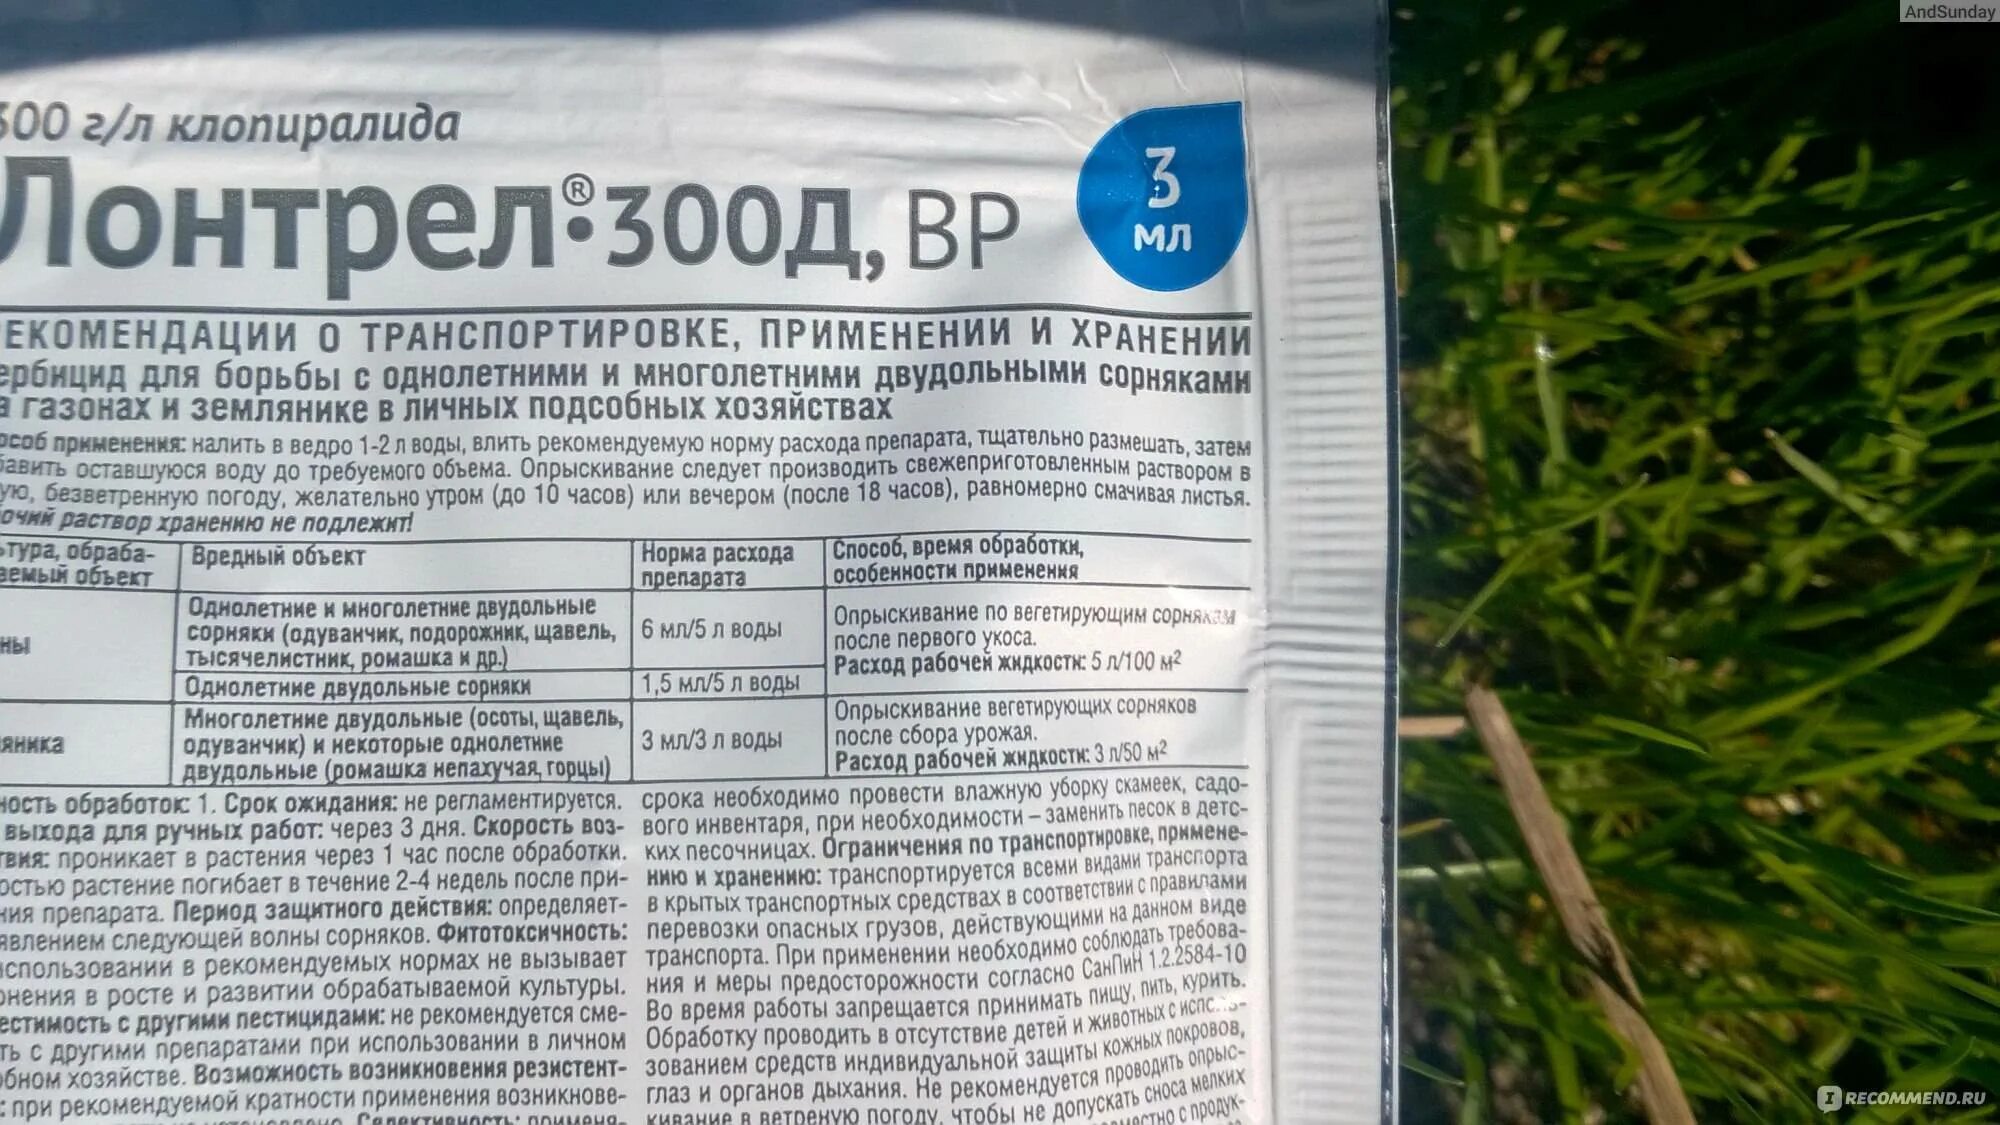 AndSunday
300 г/л клопиралида
Лонтрел®•300Д, ВР
3
мл
РЕКОМЕНДАЦИИ О ТРАНСПОРТИРОВКЕ, ПРИМЕНЕНИИ И ХРАНЕНИИ
ербицид для борьбы с однолетними и многолетними двудольными сорняками
а газонах и землянике в личных подсобных хозяйствах
особ применения: налить в ведро 1-2 л воды, влить рекомендуемую норму расхода препарата, тщательно размешать, затем
бавить оставшуюся воду до требуемого объема. Опрыскивание следует производить свежеприготовленным раствором в
ую, безветренную погоду, желательно утром (до 10 часов) или вечером (после 18 часов), равномерно смачивая листья.
очий раствор хранению не подлежит!
ьтура, обраба-
аемый объект
Вредный объект
Норма расхода
препарата
Способ, время обработки,
особенности применения
ны
Однолетние и многолетние двудольные
сорняки (одуванчик, подорожник, щавель,
тысячелистник, ромашка и др.)
6 мл/5 л воды
Опрыскивание по вегетирующим сорнякам
после первого укоса.
Расход рабочей жидкости: 5 л/100 м²
Однолетние двудольные сорняки
1,5 мл/5 л воды
яника
Многолетние двудольные (осоты, щавель,
одуванчик) и некоторые однолетние
двудольные (ромашка непахучая, горцы)
3 мл/3 л воды
Опрыскивание вегетирующих сорняков
после сбора урожая.
Расход рабочей жидкости: 3 л/50 м²
ность обработок: 1. Срок ожидания: не регламентируется.
выхода для ручных работ: через 3 дня. Скорость воз-
твия: проникает в растения через 1 час после обработки.
остью растение погибает в течение 2-4 недель после при-
ния препарата. Период защитного действия: определяет-
явлением следующей волны сорняков. Фитотоксичность:
использовании в рекомендуемых нормах не вызывает
онения в росте и развитии обрабатываемой культуры.
естимость с другими пестицидами: не рекомендуется сме-
ть с другими препаратами при использовании в личном
обном хозяйстве. Возможность возникновения резистент-
: при рекомендуемой кратности применения возникнове-
Селективность: применя-
срока необходимо провести влажную уборку скамеек, садо-
вого инвентаря, при необходимости – заменить песок в детс-
ких песочницах. Ограничения по транспортировке, примене-
нию и хранению: транспортируется всеми видами транспорта
в крытых транспортных средствах в соответствии с правилами
перевозки опасных грузов, действующими на данном виде
транспорта. При применении необходимо соблюдать требова-
ния и меры предосторожности согласно СанПиН 1.2.2584-10
Во время работы запрещается принимать пищу, пить, курить.
Обработку проводить в отсутствие детей и животных с исполь-
зованием средств индивидуальной защиты кожных покровов,
глаз и органов дыхания. Не рекомендуется проводить опрыс-
кивание в ветреную погоду, чтобы не допускать сноса мелких
местно с продук-
IRECOMMEND.RU